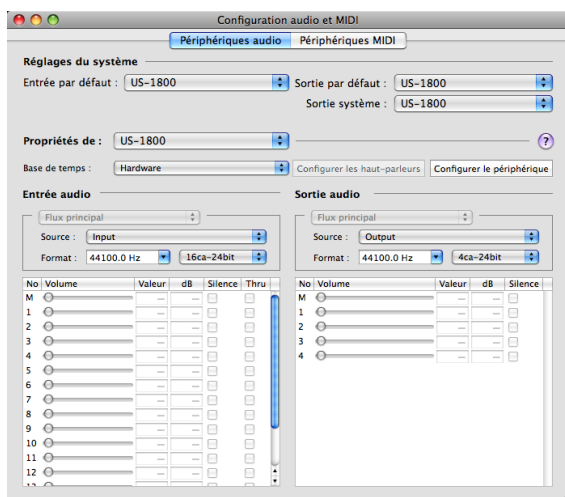 Configuration audio et MIDI
Périphériques audio Périphériques MIDI
Réglages du système
Entrée par défaut : US-1800 Sortie par défaut : US-1800
Sortie système : US-1800
Propriétés de : US-1800 ?
Base de temps : Hardware Configurer les haut-parleurs Configurer le périphérique
Entrée audio Sortie audio
Flux principal Flux principal
Source : Input Source : Output
Format : 44100.0 Hz 16ca-24bit Format : 44100.0 Hz 4ca-24bit
No Volume Valeur dB Silence Thru No Volume Valeur dB Silence
M — — M — —
1 — — 1 — —
2 — — 2 — —
3 — — 3 — —
4 — — 4 — —
5 — —
6 — —
7 — —
8 — —
9 — —
10 — —
11 — —
12 — —
13 — —